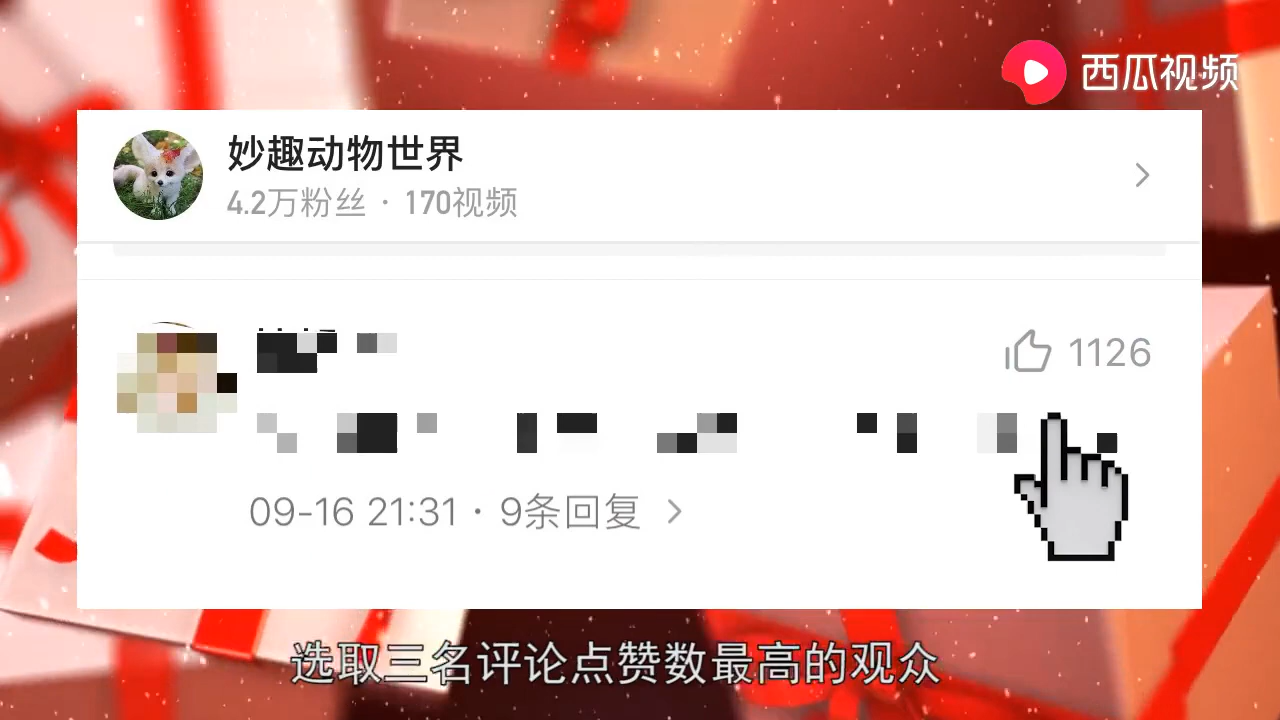 西瓜视频
妙趣动物世界
4.2万粉丝 · 170视频
1126
09-16 21:31 · 9条回复
选取三名评论点赞数最高的观众